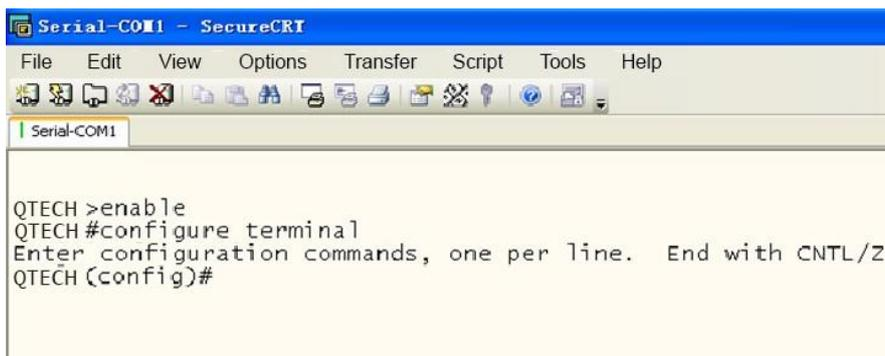 Serial-COM1 - SecureCRT
File Edit View Options Transfer Script Tools Help
Serial-COM1
QTECH >enable
QTECH #configure terminal
Enter configuration commands, one per line. End with CNTL/Z
QTECH (config)#